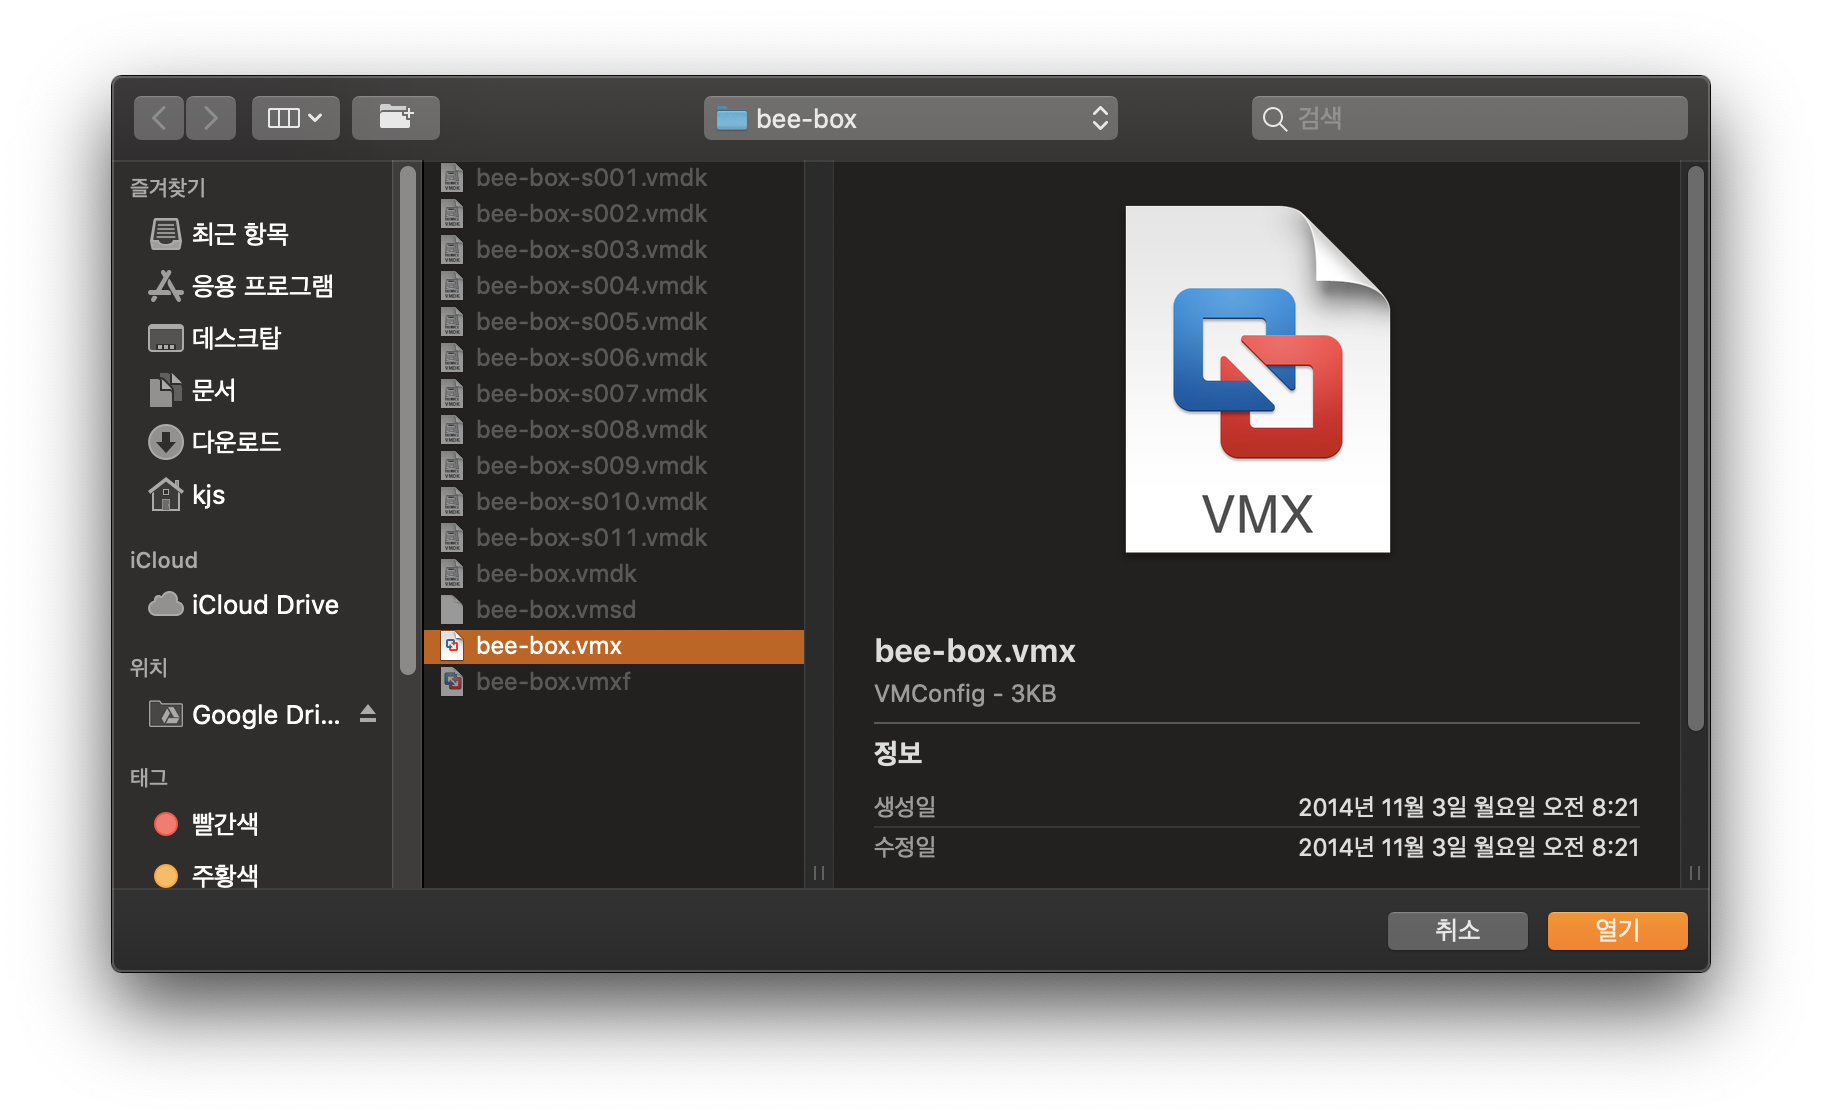 bee-box
검색
즐겨찾기
최근 항목
응용 프로그램
데스크탑
문서
다운로드
kjs
iCloud
iCloud Drive
위치
Google Dri...
태그
빨간색
주황색
bee-box-s001.vmdk
bee-box-s002.vmdk
bee-box-s003.vmdk
bee-box-s004.vmdk
bee-box-s005.vmdk
bee-box-s006.vmdk
bee-box-s007.vmdk
bee-box-s008.vmdk
bee-box-s009.vmdk
bee-box-s010.vmdk
bee-box-s011.vmdk
bee-box.vmdk
bee-box.vmsd
bee-box.vmx
bee-box.vmxf
VMX
bee-box.vmx
VMConfig - 3KB
정보
생성일 2014년 11월 3일 월요일 오전 8:21
수정일 2014년 11월 3일 월요일 오전 8:21
취소 열기